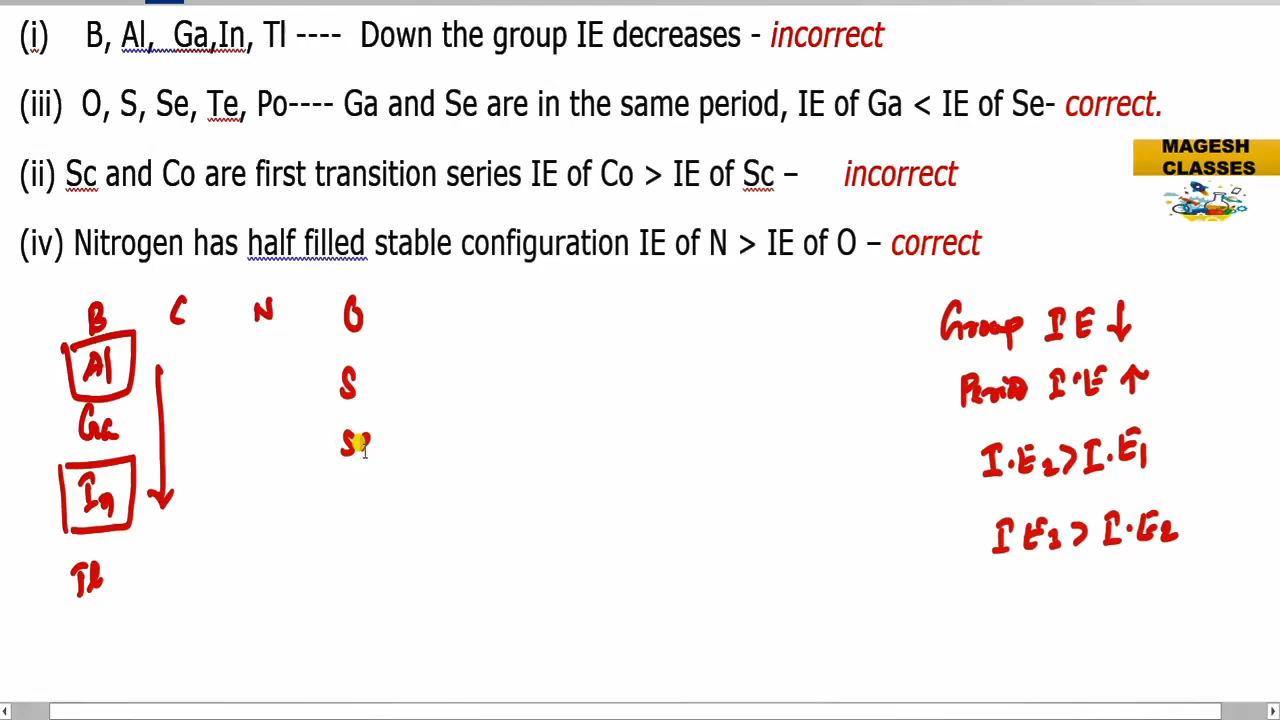 (i) B, Al, Ga,In, Tl ---- Down the group IE decreases - incorrect
(iii) O, S, Se, Te, Po---- Ga and Se are in the same period, IE of Ga < IE of Se- correct.
MAGESH
CLASSES
(ii) Sc and Co are first transition series IE of Co > IE of Sc – incorrect
(iv) Nitrogen has half filled stable configuration IE of N > IE of O – correct
B C N O
Al S
Ga
In
Tl
Group I E ↓
Period I.E ↑
I.E2 > I.E1
I E3 > I.E2